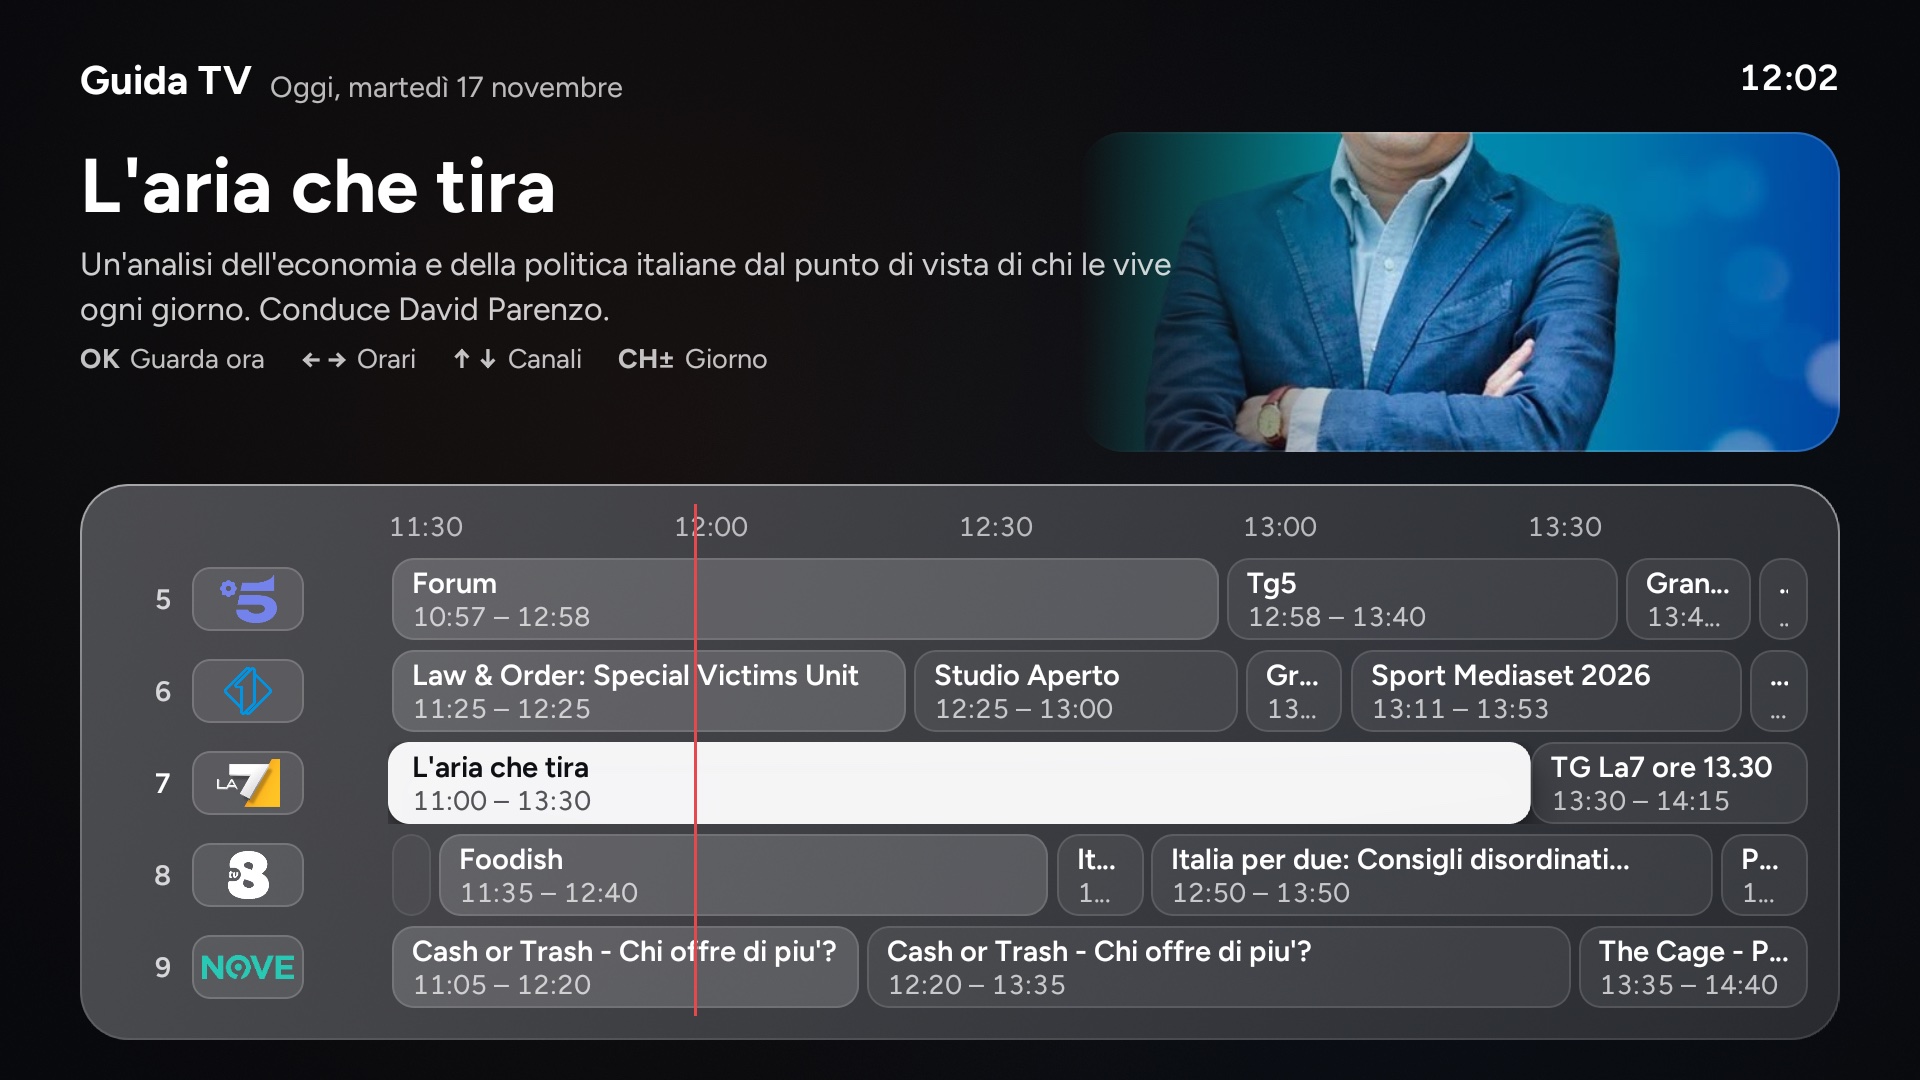 Guida TV Oggi, martedì 17 novembre
12:02
L'aria che tira
Un'analisi dell'economia e della politica italiane dal punto di vista di chi le vive
ogni giorno. Conduce David Parenzo.
OK Guarda ora ←→ Orari ↑↓ Canali CH± Giorno
11:30 12:00 12:30 13:00 13:30
5 5 Forum Tg5 Gran... ..
10:57 – 12:58 12:58 – 13:40 13:4... ..
6 1 Law & Order: Special Victims Unit Studio Aperto Gr... Sport Mediaset 2026 ...
11:25 – 12:25 12:25 – 13:00 13... 13:11 – 13:53 ...
7 LA7 L'aria che tira TG La7 ore 13.30
11:00 – 13:30 13:30 – 14:15
8 tv8 Foodish It... Italia per due: Consigli disordinati... P...
11:35 – 12:40 1... 12:50 – 13:50 1...
9 NOVE Cash or Trash - Chi offre di piu'? Cash or Trash - Chi offre di piu'? The Cage - P...
11:05 – 12:20 12:20 – 13:35 13:35 – 14:40